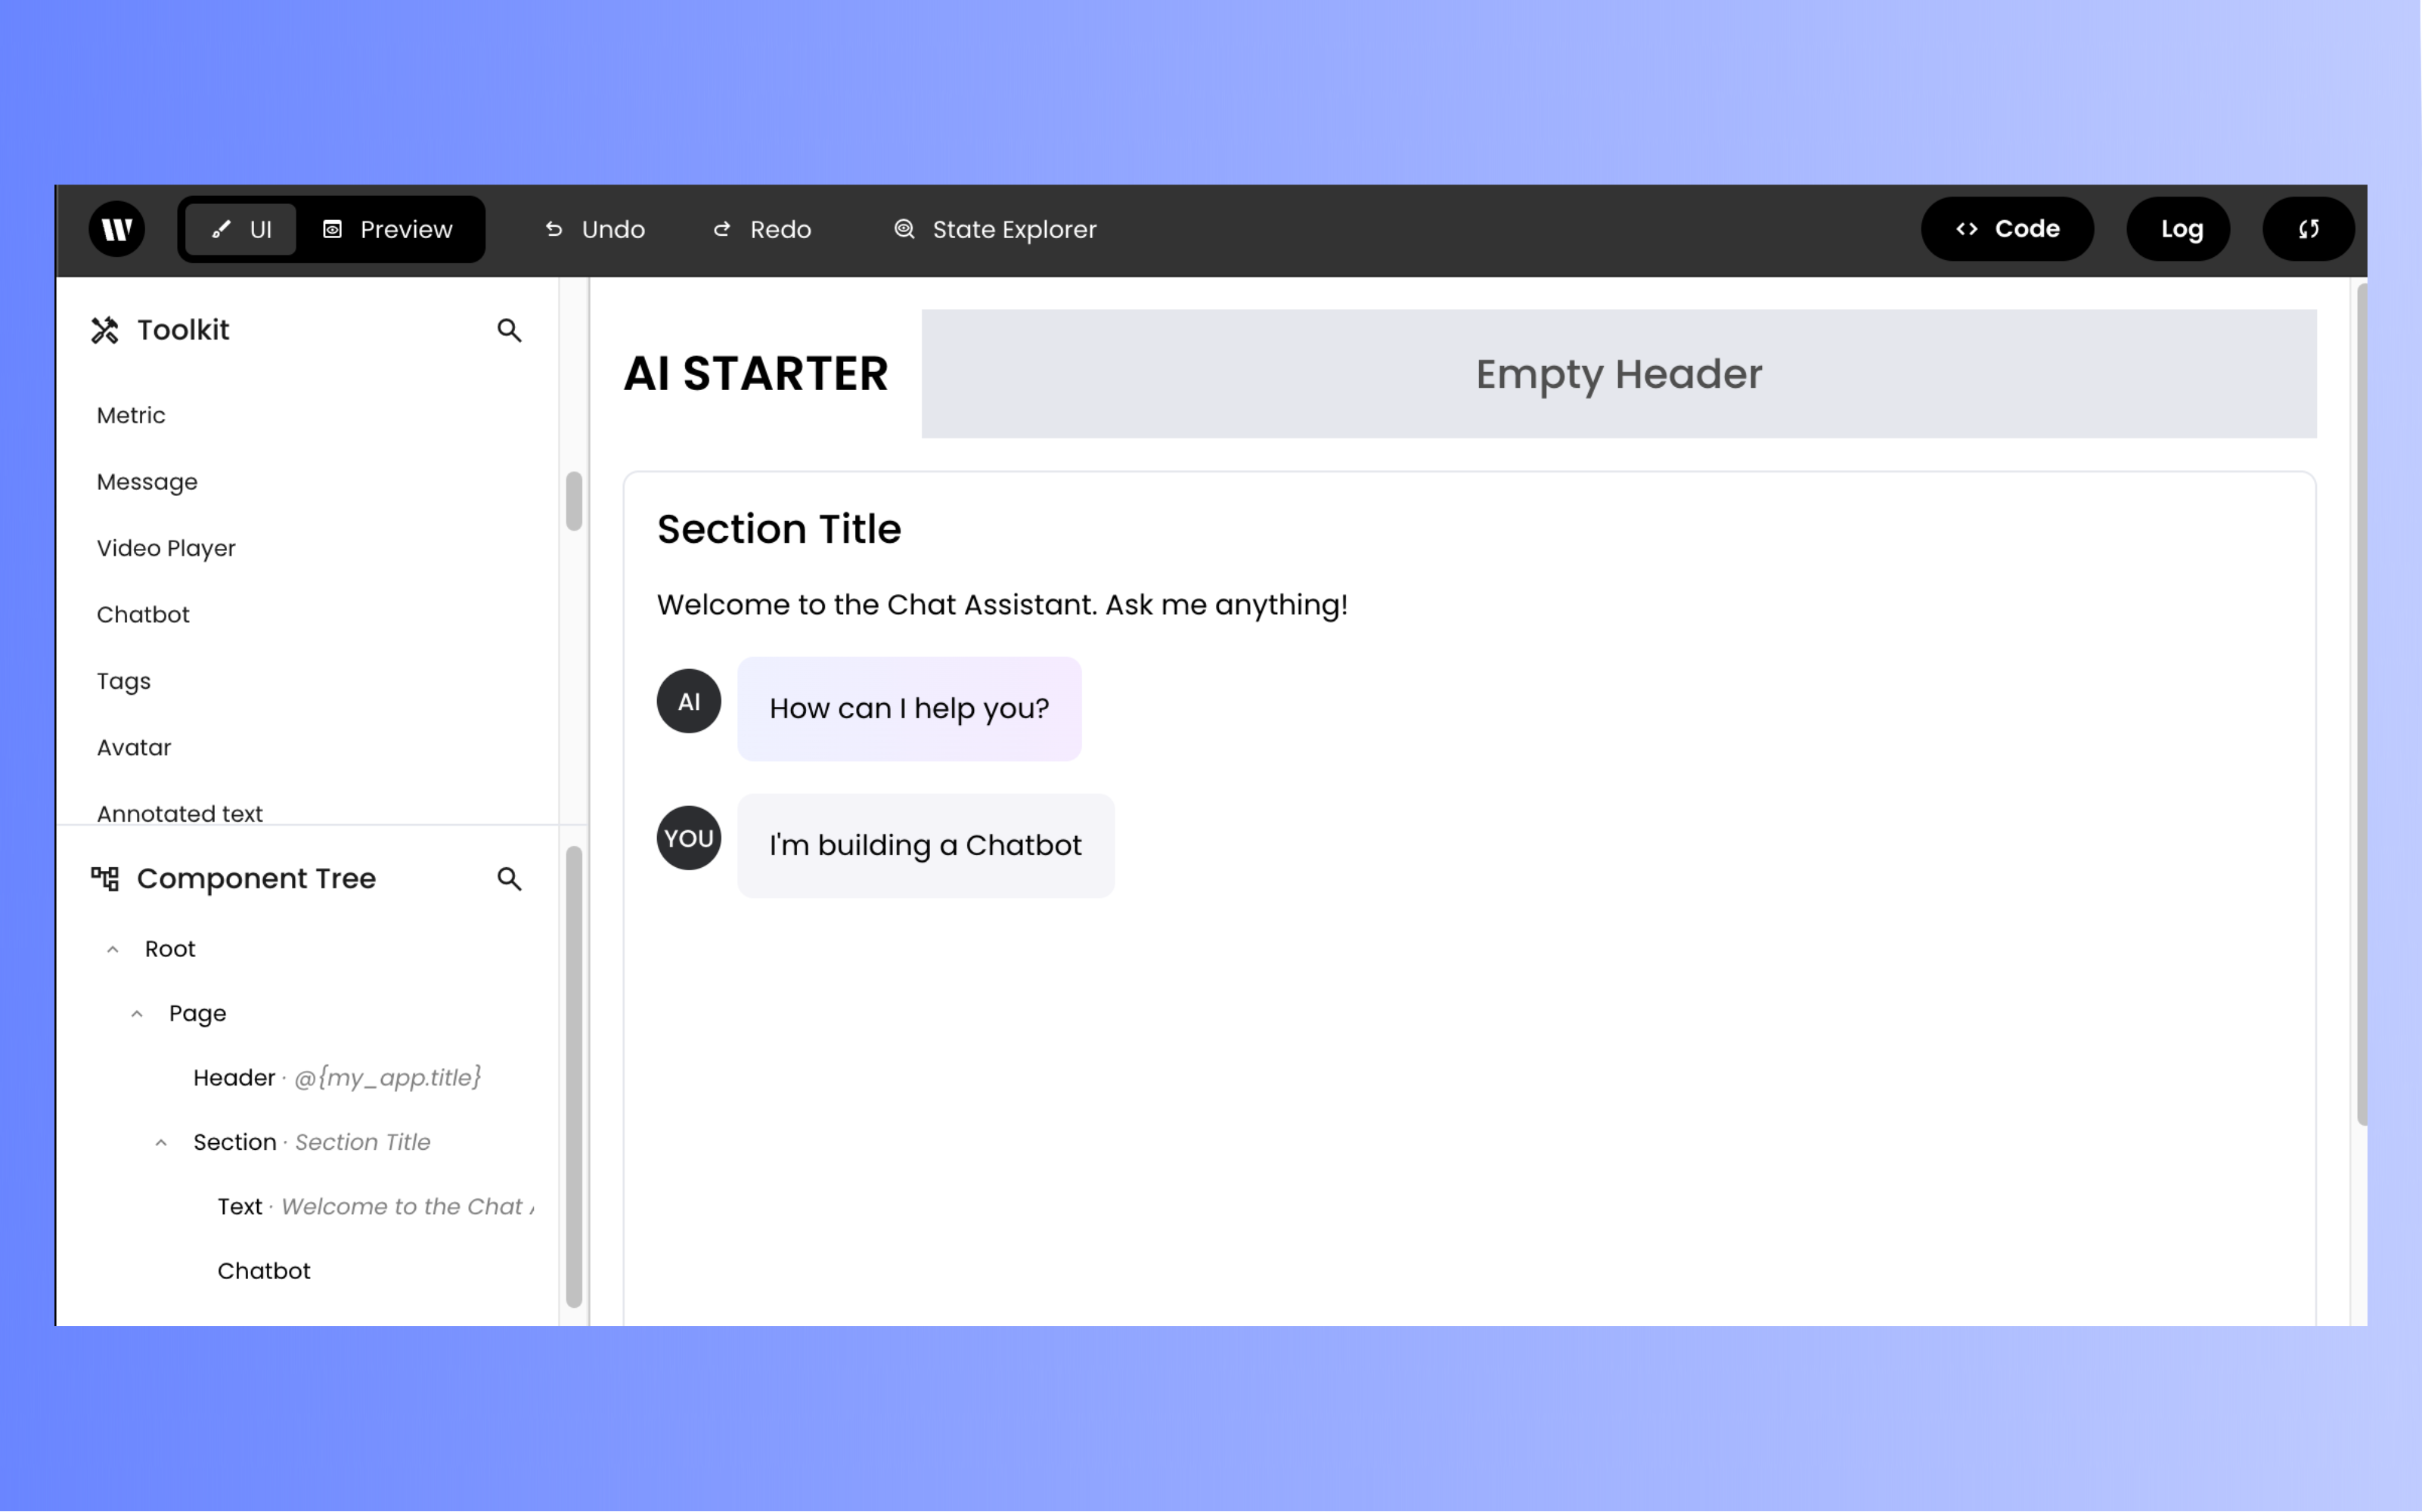 UI
Preview
Undo
Redo
State Explorer
Code
Log
Toolkit
Metric
Message
Video Player
Chatbot
Tags
Avatar
Annotated text
Component Tree
Root
Page
Header · @{my_app.title}
Section · Section Title
Text · Welcome to the Chat
Chatbot
AI STARTER
Empty Header
Section Title
Welcome to the Chat Assistant. Ask me anything!
AI
How can I help you?
YOU
I'm building a Chatbot